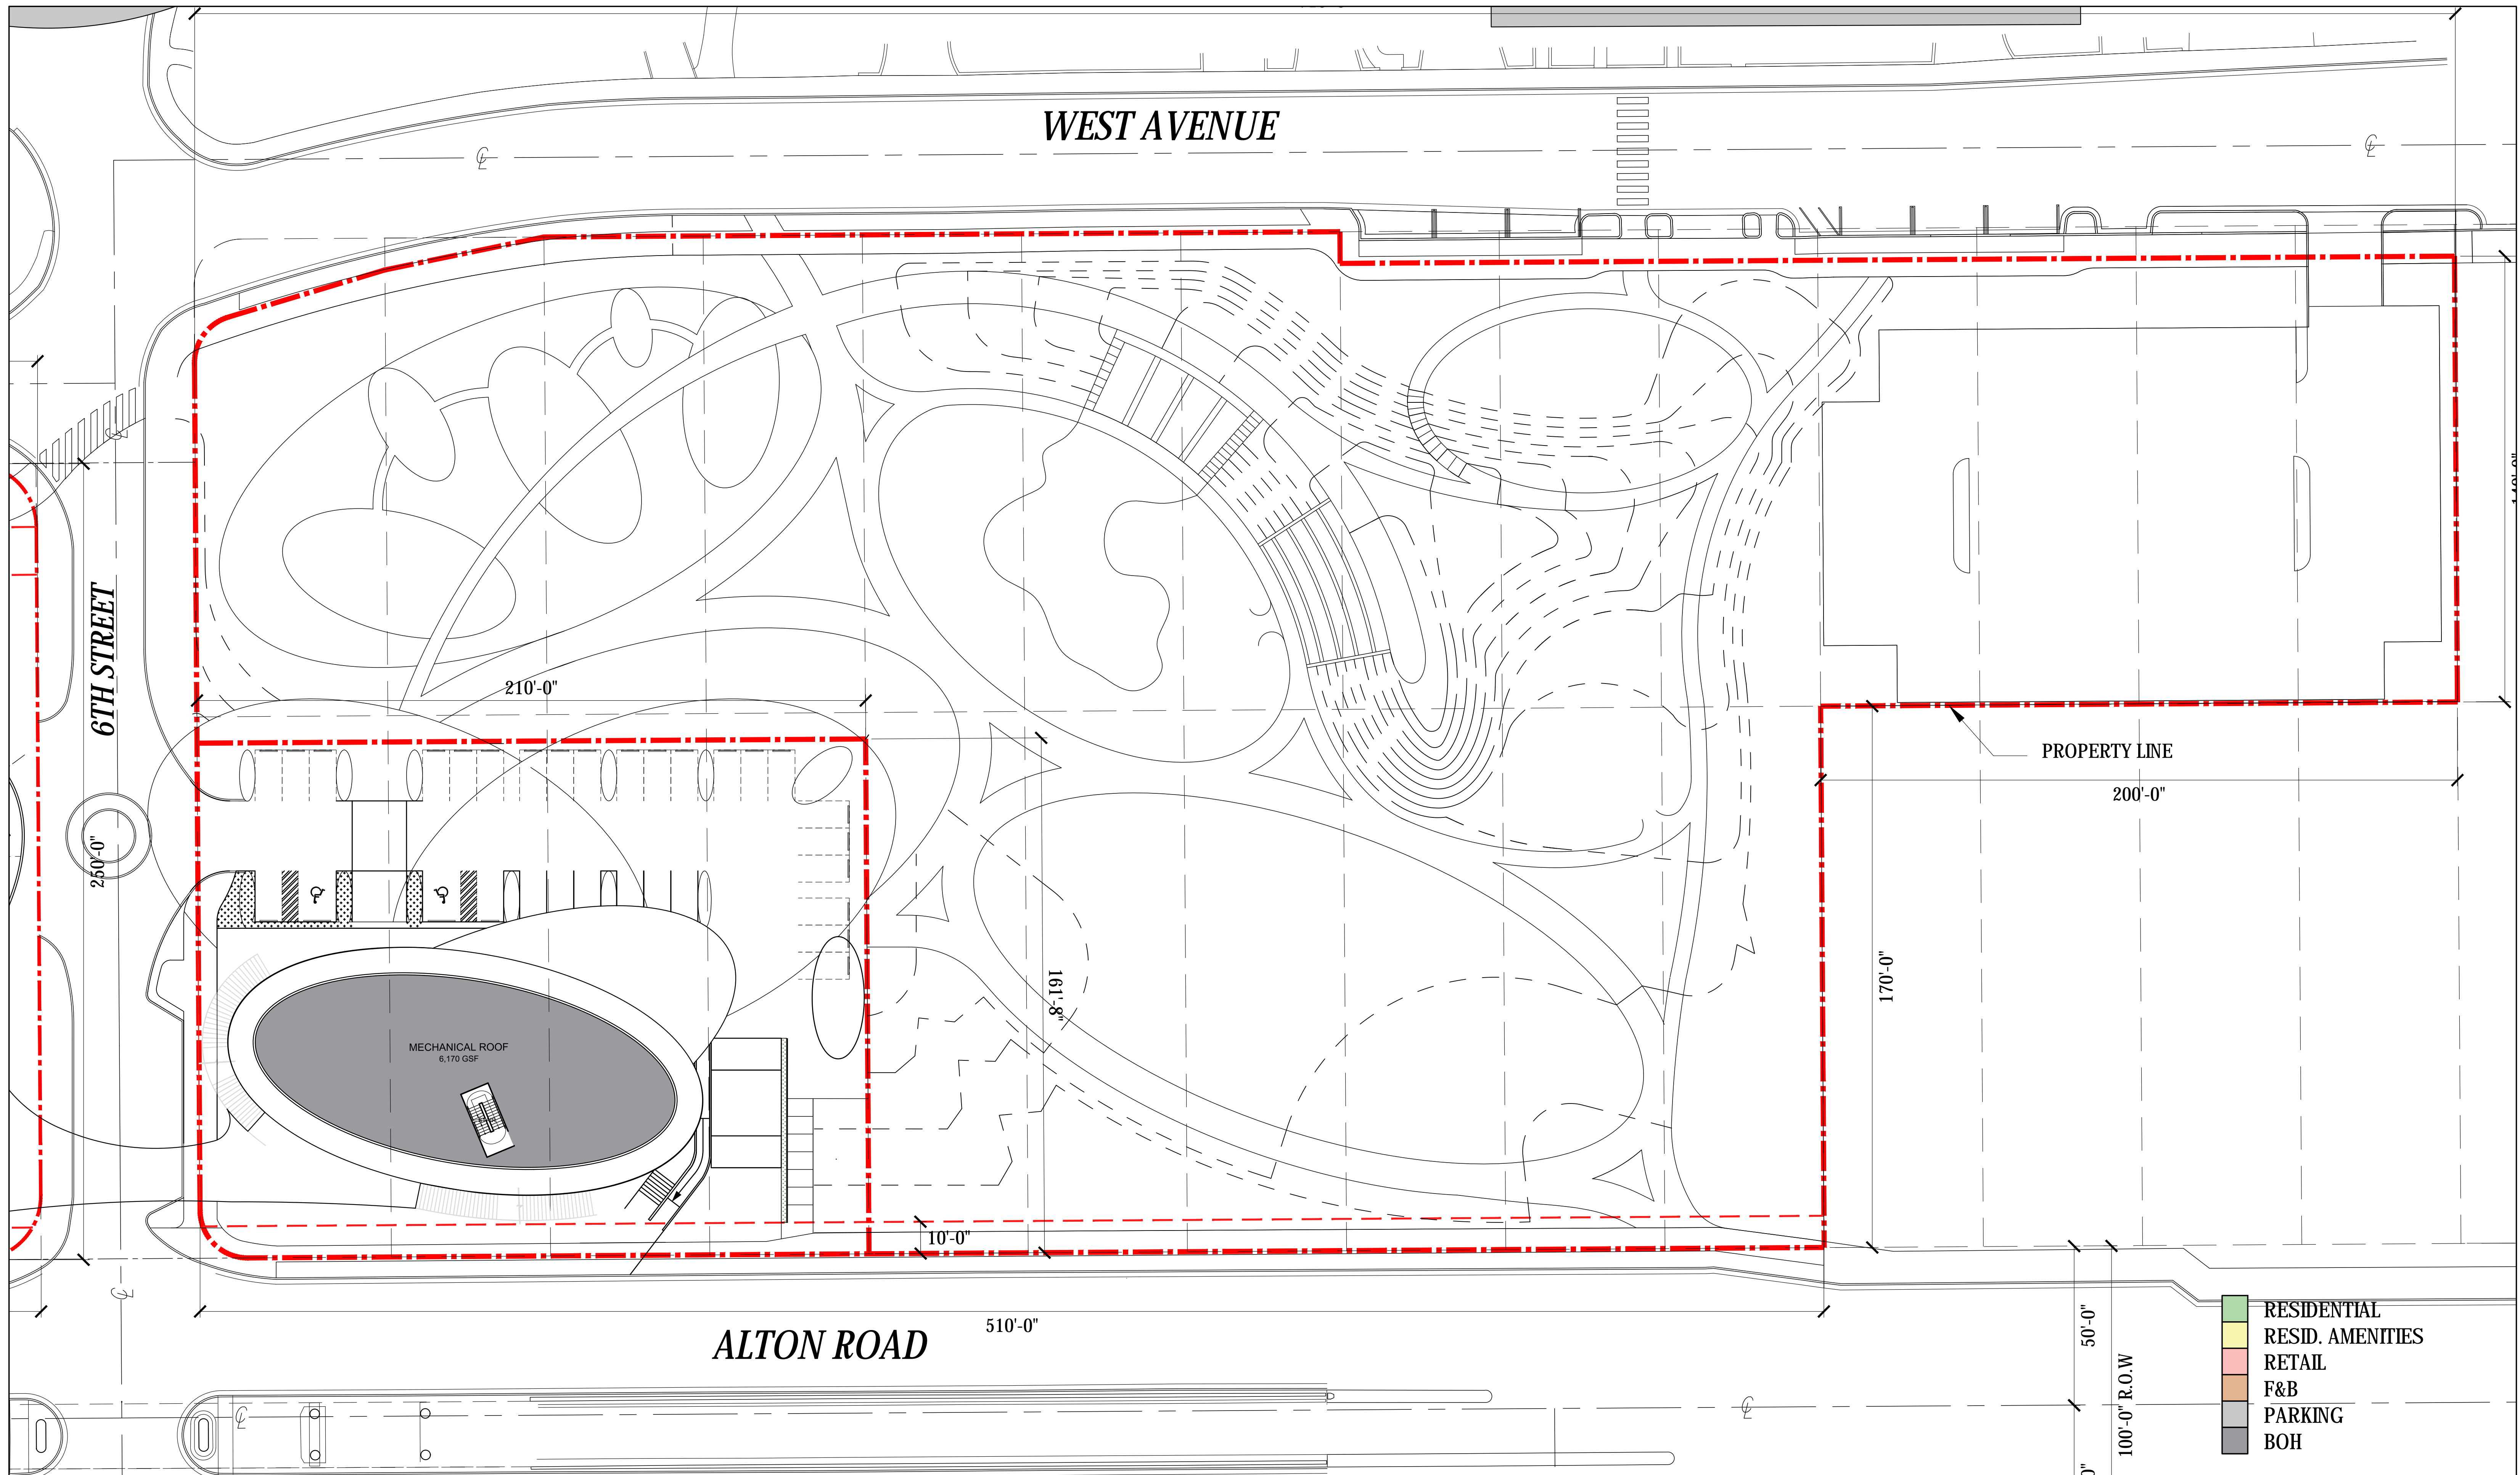 WEST AVENUE
6TH STREET
210'-0"
PROPERTY LINE
200'-0"
250'-0"
161'-8"
170'-0"
MECHANICAL ROOF
6,170 GSF
10'-0"
510'-0"
ALTON ROAD
50'-0"
100'-0" R.O.W
RESIDENTIAL
RESID. AMENITIES
RETAIL
F&B
PARKING
BOH